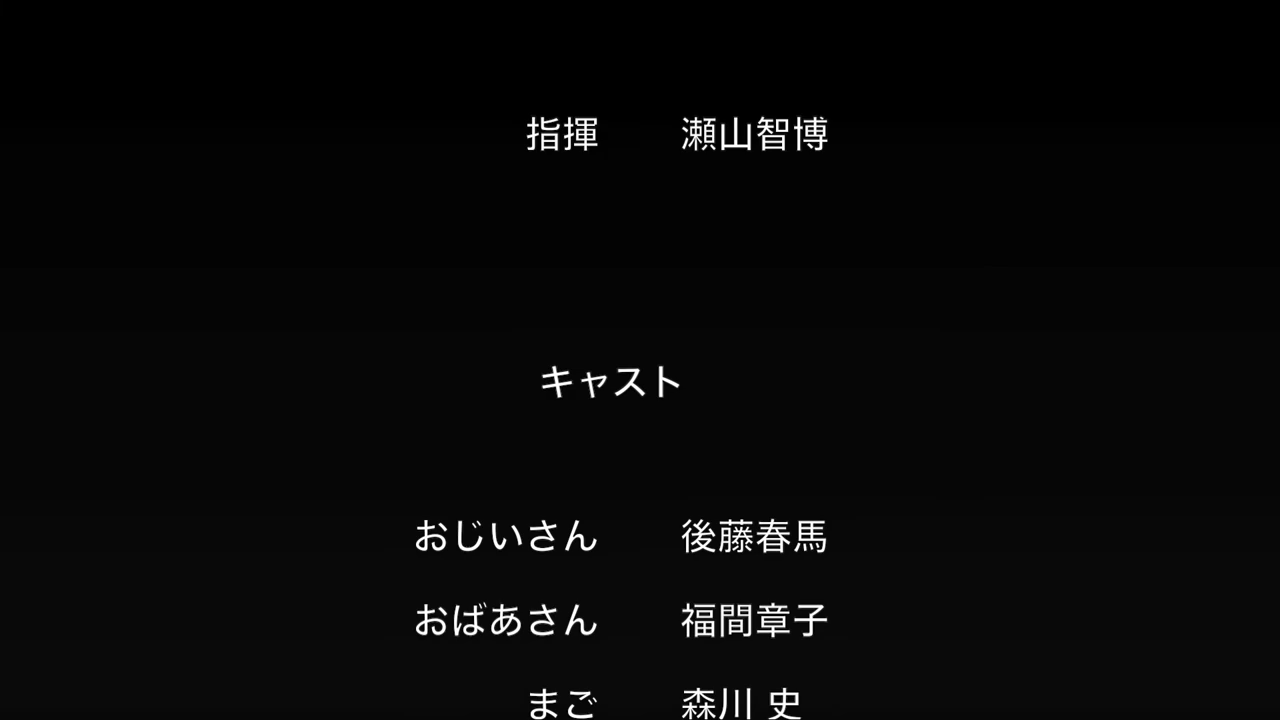 指揮 瀬山智博
キャスト
おじいさん 後藤春馬
おばあさん 福間章子
まご 森川 史